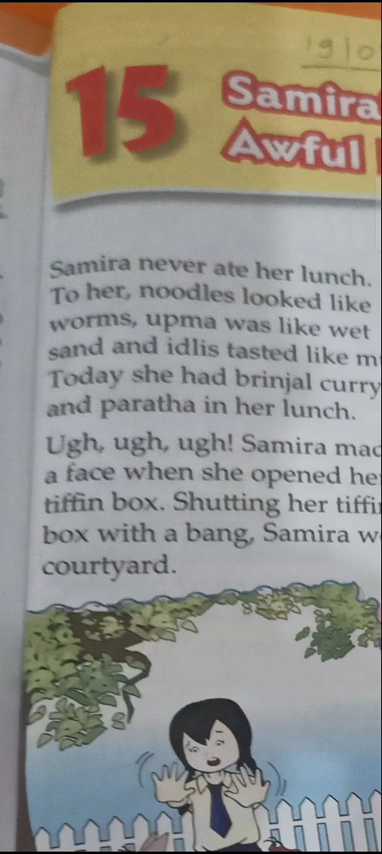 19/0
15
Samira
Awful
Samira never ate her lunch.
To her, noodles looked like
worms, upma was like wet
sand and idlis tasted like
Today she had brinjal curry
and paratha in her lunch.
Ugh, ugh, ugh! Samira
a face when she opened
tiffin box. Shutting her
box with a bang, Samira
courtyard.